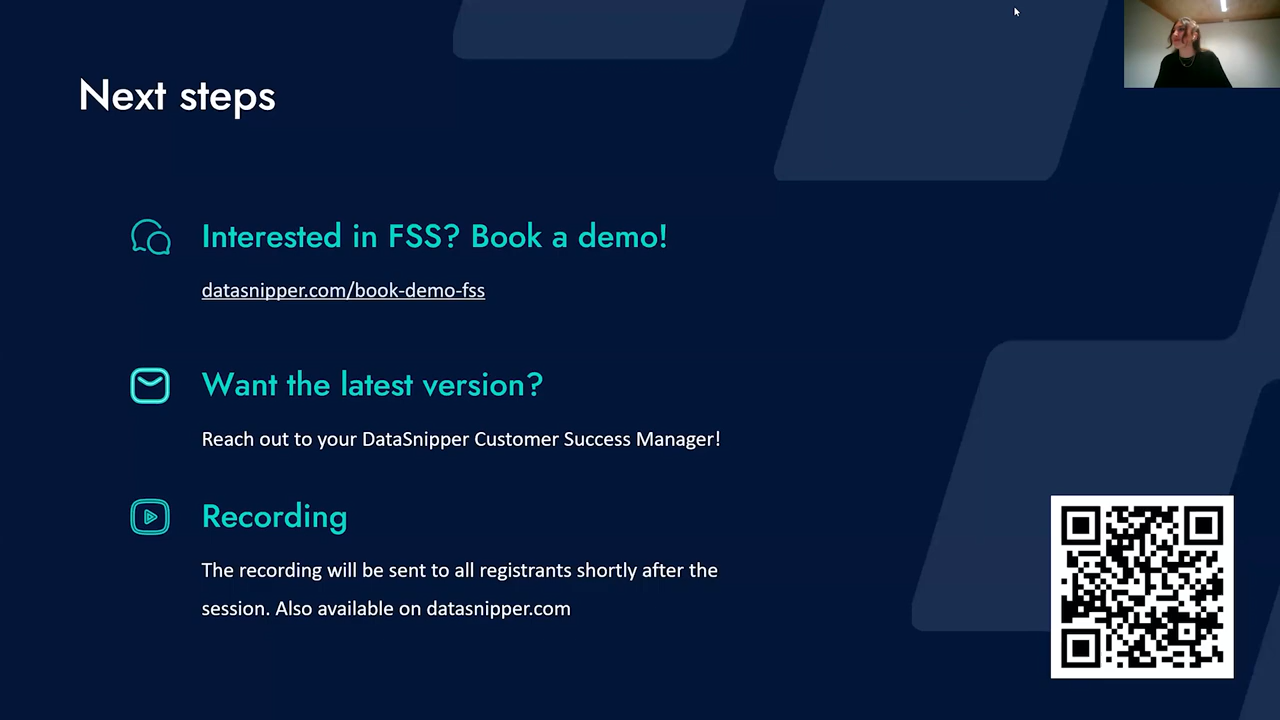 Next steps
Interested in FSS? Book a demo!
datasnipper.com/book-demo-fss
Want the latest version?
Reach out to your DataSnipper Customer Success Manager!
Recording
The recording will be sent to all registrants shortly after the
session. Also available on datasnipper.com